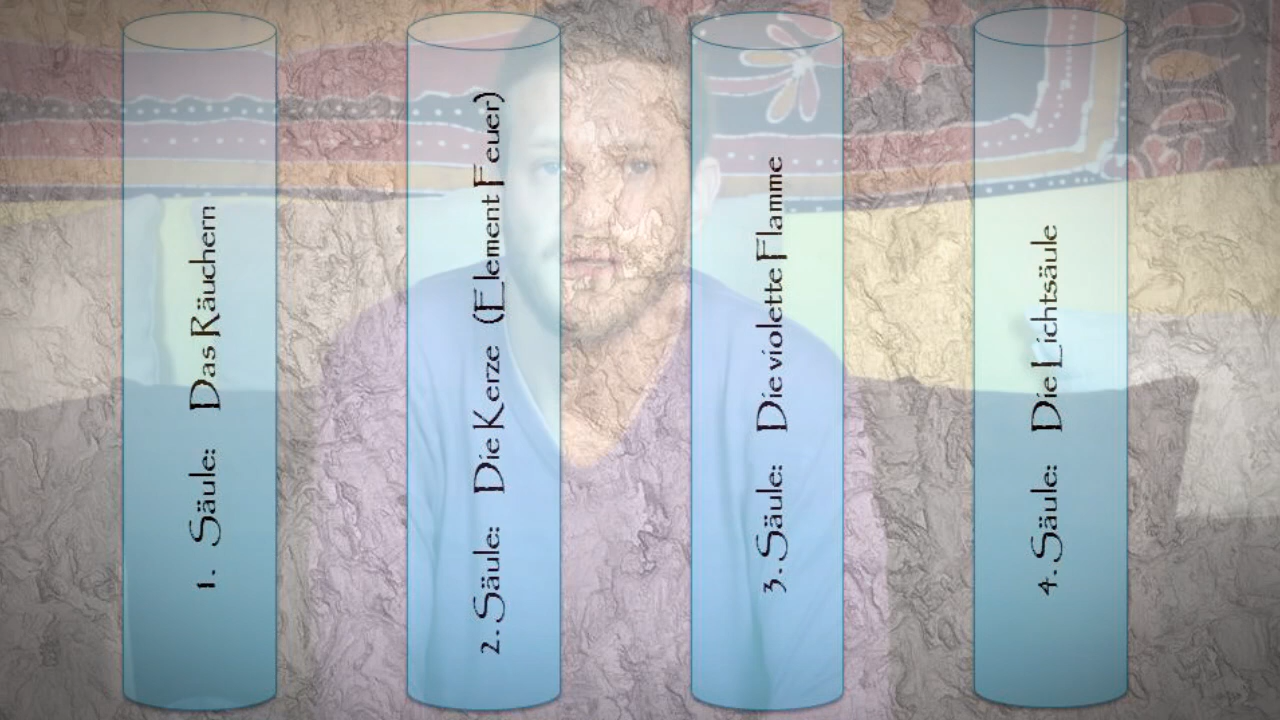 1. Säule: Das Räuchern
2. Säule: Die Kerze (Element Feuer)
3. Säule: Die violette Flamme
4. Säule: Die Lichtsäule